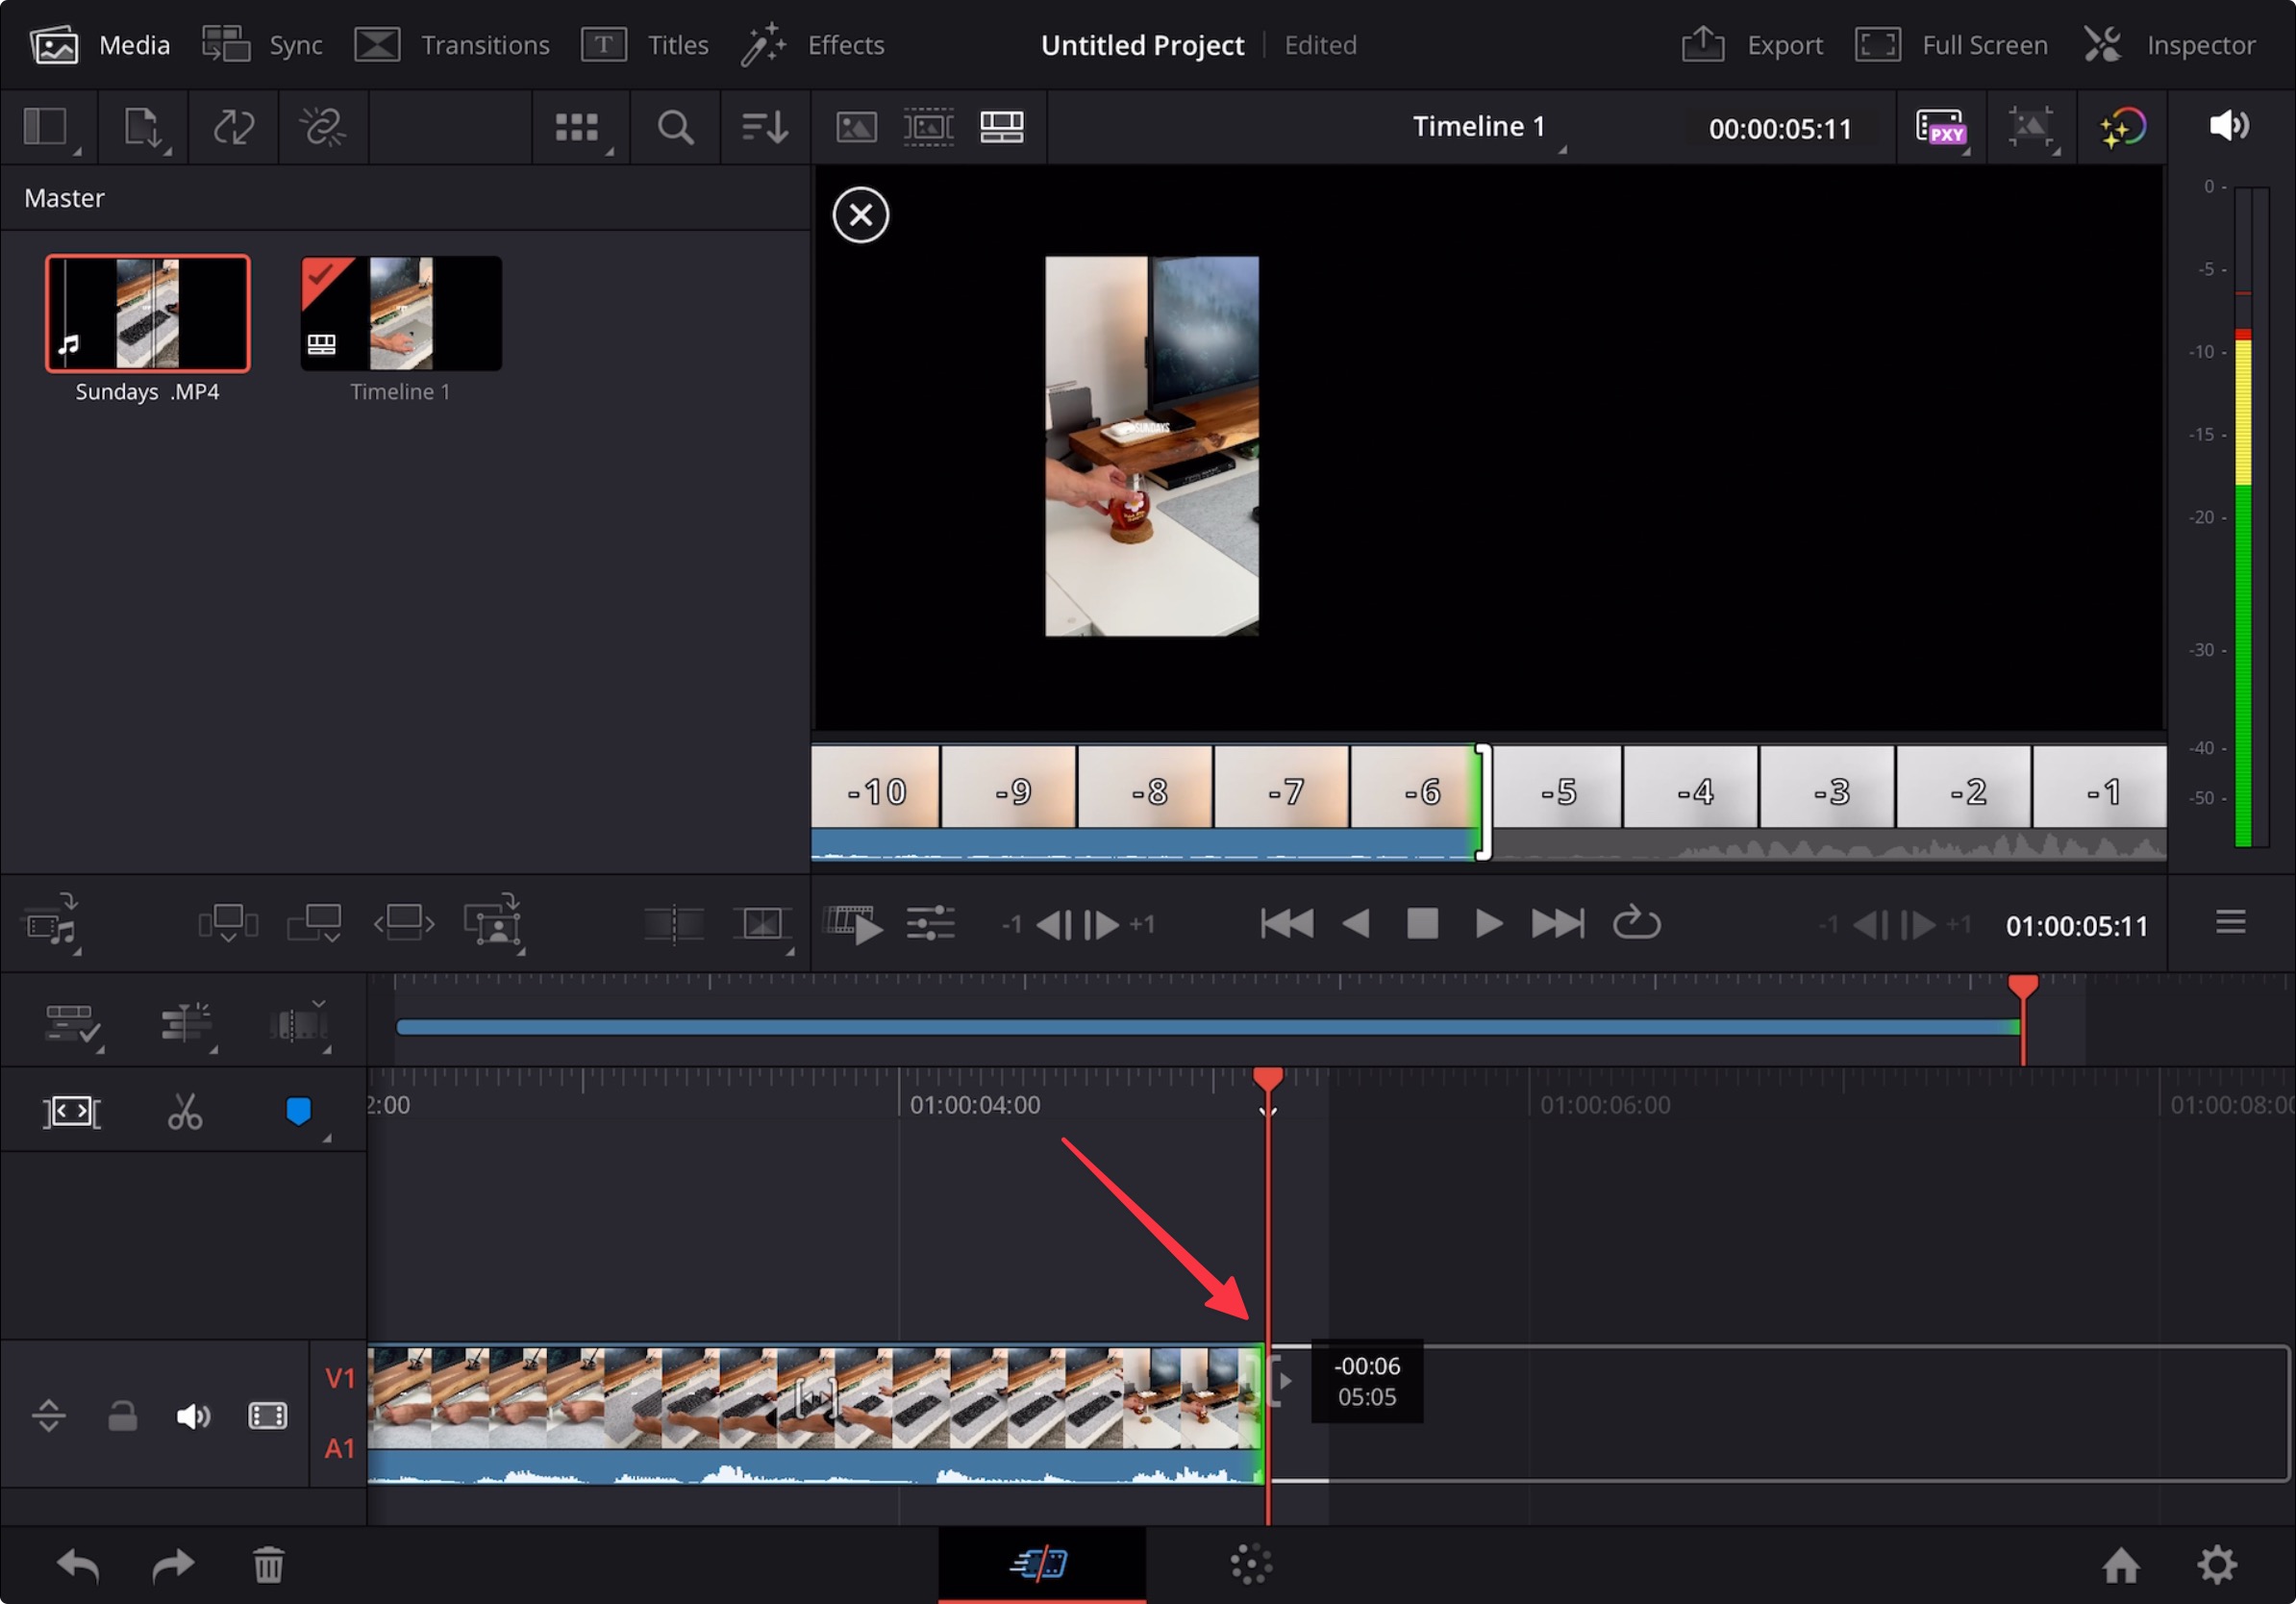 Media Sync Transitions Titles Effects Untitled Project Edited Export Full Screen Inspector
Timeline 1 00:00:05:11 PXY
Master
Sundays .MP4 Timeline 1
SUNDAYS
0
-5
-10
-15
-20
-30
-40
-50
-10 -9 -8 -7 -6 -5 -4 -3 -2 -1
-1 +1 -1 +1 01:00:05:11
2:00 01:00:04:00 01:00:06:00 01:00:08:00
V1
A1
-00:06
05:05